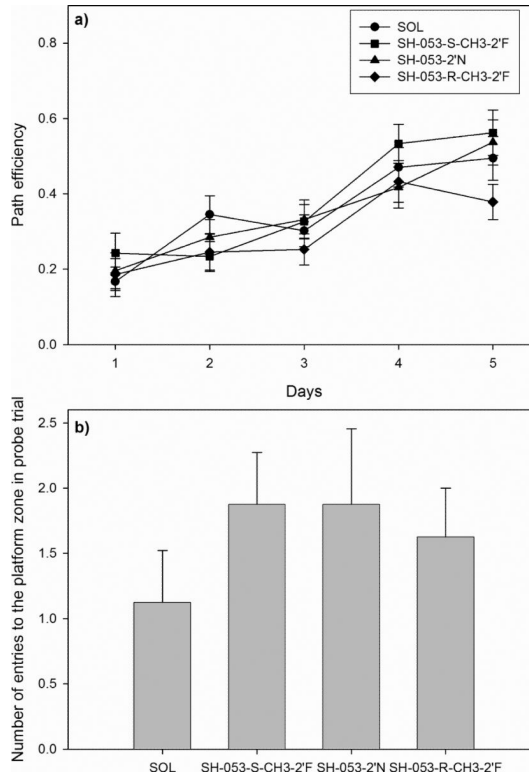 a)
SOL
SH-053-S-CH3-2'F
SH-053-2'N
SH-053-R-CH3-2'F
Path efficiency
0.8
0.6
0.4
0.2
0.0
1 2 3 4 5
Days
b)
Number of entries to the platform zone in probe trial
2.5
2.0
1.5
1.0
0.5
0.0
SOL SH-053-S-CH3-2'F SH-053-2'N SH-053-R-CH3-2'F